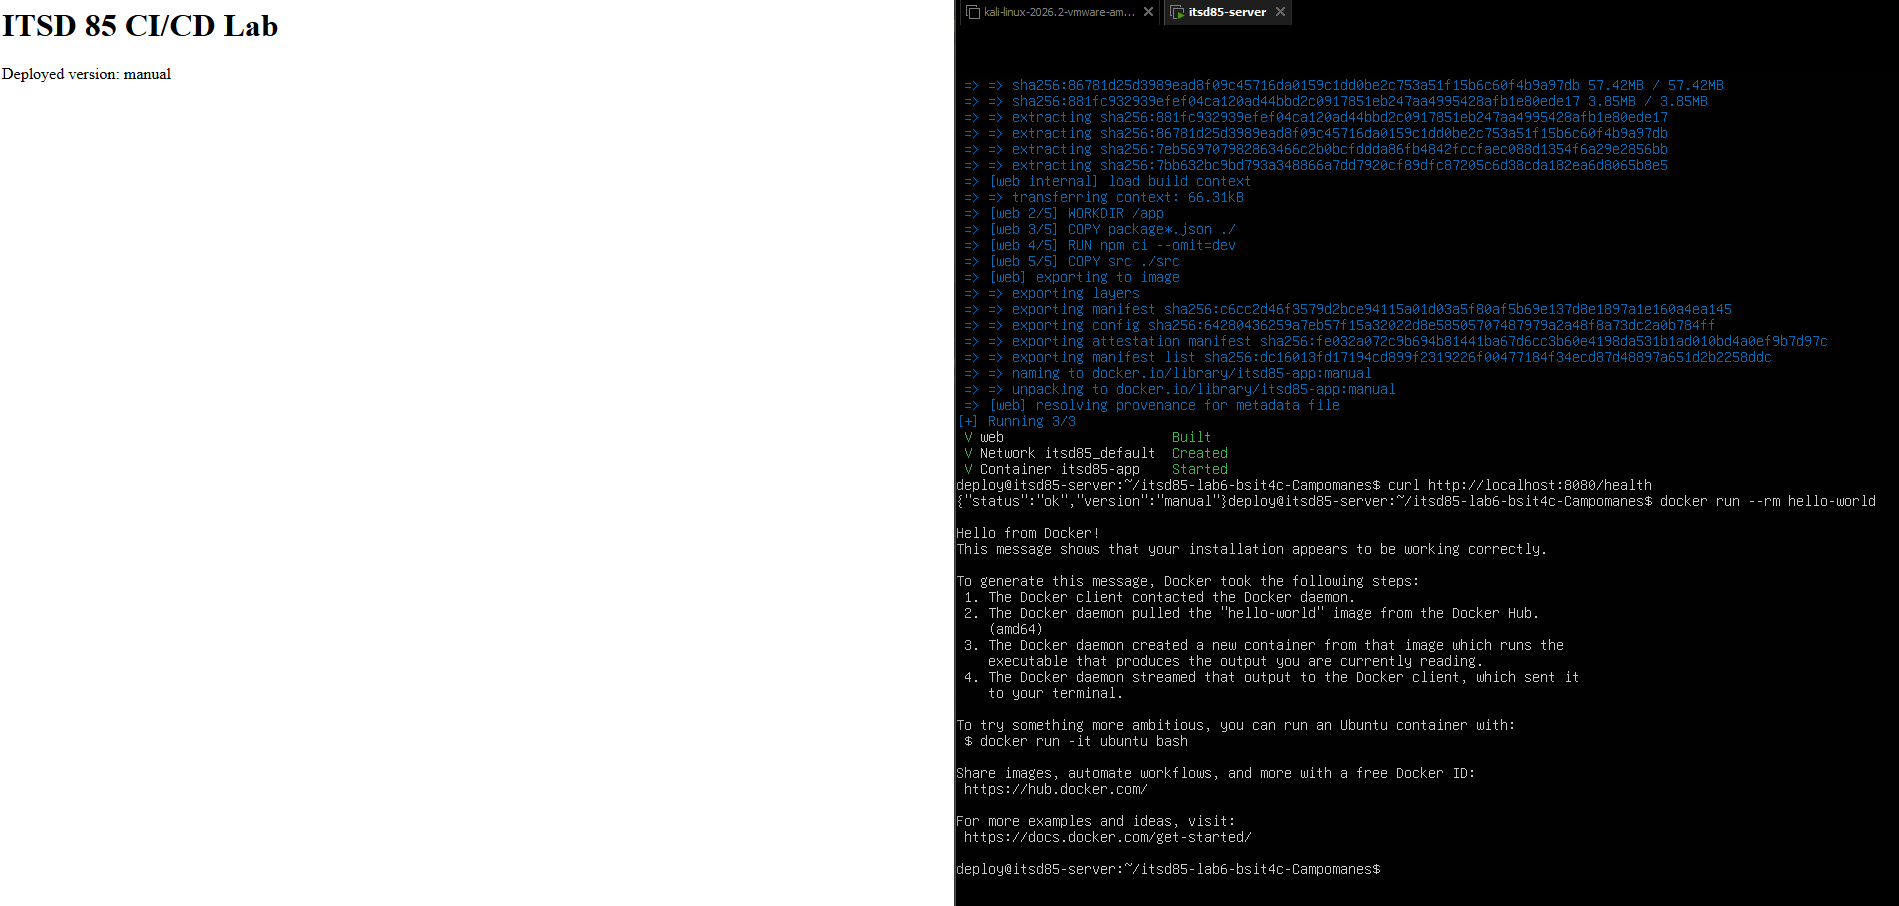 ITSD 85 CI/CD Lab
Deployed version: manual
kali-linux-2026.2-vmware-am...
itsd85-server
=> => sha256:86781d25d3989ead8f09c45716da0159c1dd0be2c753a51f15b6c60f4b9a97db 57.42MB / 57.42MB
=> => sha256:881fc932939efef04ca120ad44bbd2c0917851eb247aa4995428afb1e80ede17 3.85MB / 3.85MB
=> => extracting sha256:881fc932939efef04ca120ad44bbd2c0917851eb247aa4995428afb1e80ede17
=> => extracting sha256:86781d25d3989ead8f09c45716da0159c1dd0be2c753a51f15b6c60f4b9a97db
=> => extracting sha256:7eb569707982863466c2b0bcfddda86fb4842fccfaec088d1354f6a29e2856bb
=> => extracting sha256:7bb632bc9bd793a348866a7dd7920cf89dfc87205c6d38cda182ea6d8065b8e5
=> [web internal] load build context
=> => transferring context: 66.31kB
=> [web 2/5] WORKDIR /app
=> [web 3/5] COPY package*.json ./
=> [web 4/5] RUN npm ci --omit=dev
=> [web 5/5] COPY src ./src
=> [web] exporting to image
=> => exporting layers
=> => exporting manifest sha256:c6cc2d46f3579d2bce94115a01d03a5f80af5b69e137d8e1897a1e160a4ea145
=> => exporting config sha256:64280436259a7eb57f15a32022d8e58505707487979a2a48f8a73dc2a0b784ff
=> => exporting attestation manifest sha256:fe032a072c9b694b81441ba67d6cc3b60e4198da531b1ad010bd4a0ef9b7d97c
=> => exporting manifest list sha256:dc16013fd17194cd899f2319226f00477184f34ecd87d48897a651d2b2258ddc
=> => naming to docker.io/library/itsd85-app:manual
=> => unpacking to docker.io/library/itsd85-app:manual
=> [web] resolving provenance for metadata file
[+] Running 3/3
V web Built
V Network itsd85_default Created
V Container itsd85-app Started
deploy@itsd85-server:~/itsd85-lab6-bsit4c-Campomanes$ curl http://localhost:8080/health
{"status":"ok","version":"manual"}deploy@itsd85-server:~/itsd85-lab6-bsit4c-Campomanes$ docker run --rm hello-world
Hello from Docker!
This message shows that your installation appears to be working correctly.
To generate this message, Docker took the following steps:
1. The Docker client contacted the Docker daemon.
2. The Docker daemon pulled the "hello-world" image from the Docker Hub.
(amd64)
3. The Docker daemon created a new container from that image which runs the
executable that produces the output you are currently reading.
4. The Docker daemon streamed that output to the Docker client, which sent it
to your terminal.
To try something more ambitious, you can run an Ubuntu container with:
$ docker run -it ubuntu bash
Share images, automate workflows, and more with a free Docker ID:
https://hub.docker.com/
For more examples and ideas, visit:
https://docs.docker.com/get-started/
deploy@itsd85-server:~/itsd85-lab6-bsit4c-Campomanes$